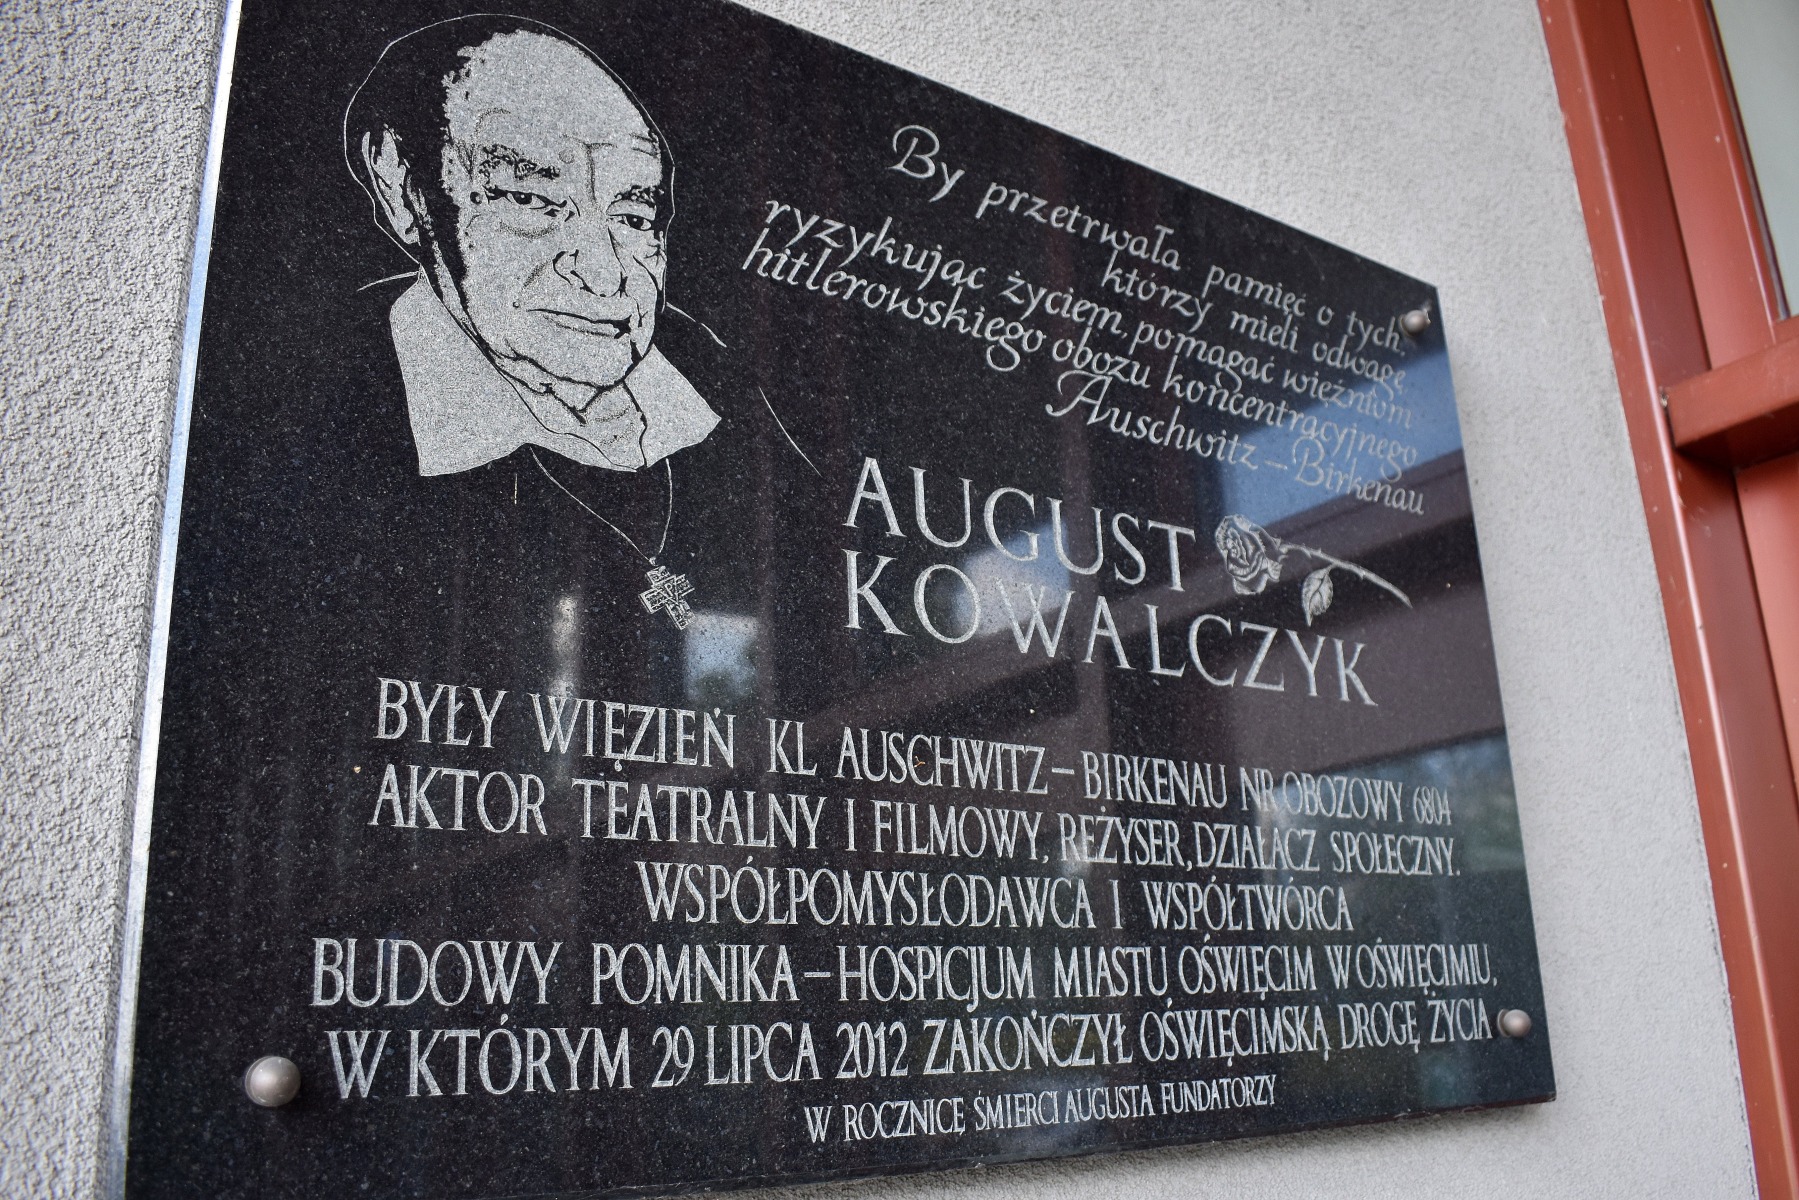 By przetrwała pamięć o tych,
którzy mieli odwagę,
ryzykując życiem, pomagać więźniom
hitlerowskiego obozu koncentracyjnego
Auschwitz – Birkenau
AUGUST
KOWALCZYK
BYŁY WIĘZIEŃ KL AUSCHWITZ – BIRKENAU NR OBOZOWY 6804
AKTOR TEATRALNY I FILMOWY, REŻYSER, DZIAŁACZ SPOŁECZNY.
WSPÓŁPOMYSŁODAWCA I WSPÓŁTWÓRCA
BUDOWY POMNIKA – HOSPICJUM MIASTU OŚWIĘCIM W OŚWIĘCIMIU,
W KTÓRYM 29 LIPCA 2012 ZAKOŃCZYŁ OŚWIĘCIMSKĄ DROGĘ ŻYCIA
W ROCZNICĘ ŚMIERCI AUGUSTA FUNDATORZY